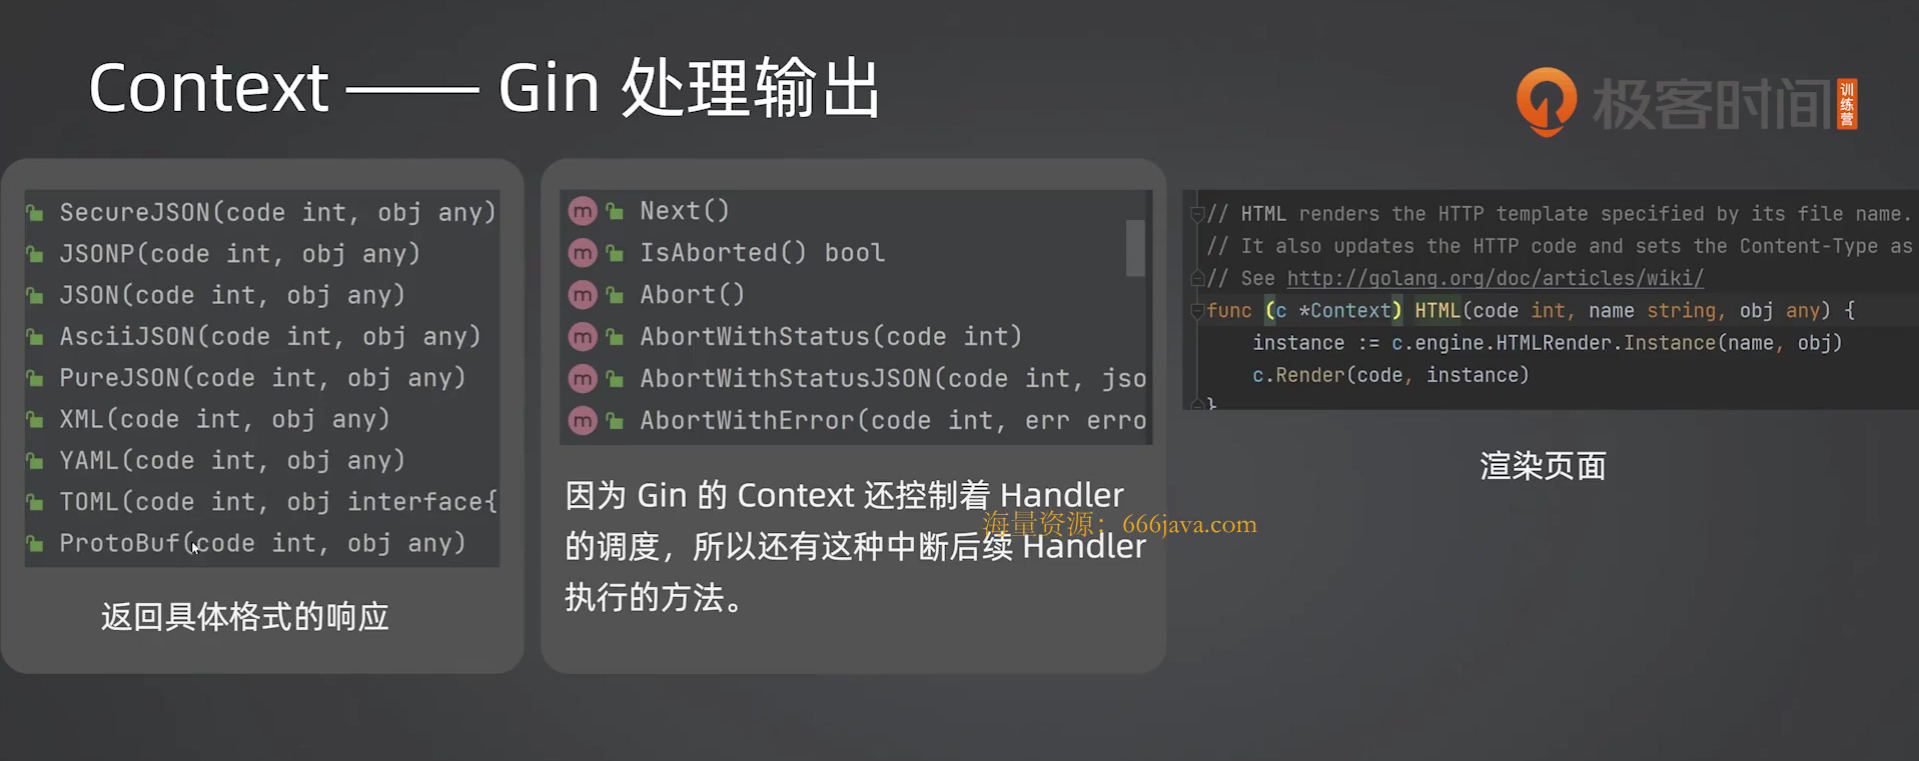 Context —— Gin 处理输出
极客时间
训练营
SecureJSON(code int, obj any)
JSONP(code int, obj any)
JSON(code int, obj any)
AsciiJSON(code int, obj any)
PureJSON(code int, obj any)
XML(code int, obj any)
YAML(code int, obj any)
TOML(code int, obj interface{
ProtoBuf(code int, obj any)
返回具体格式的响应
m Next()
m IsAborted() bool
m Abort()
m AbortWithStatus(code int)
m AbortWithStatusJSON(code int, jso
m AbortWithError(code int, err erro
因为 Gin 的 Context 还控制着 Handler
的调度，所以还有这种中断后续 Handler
执行的方法。
海量资源：666java.com
// HTML renders the HTTP template specified by its file name.
// It also updates the HTTP code and sets the Content-Type as
// See http://golang.org/doc/articles/wiki/
func (c *Context) HTML(code int, name string, obj any) {
instance := c.engine.HTMLRender.Instance(name, obj)
c.Render(code, instance)
}
渲染页面